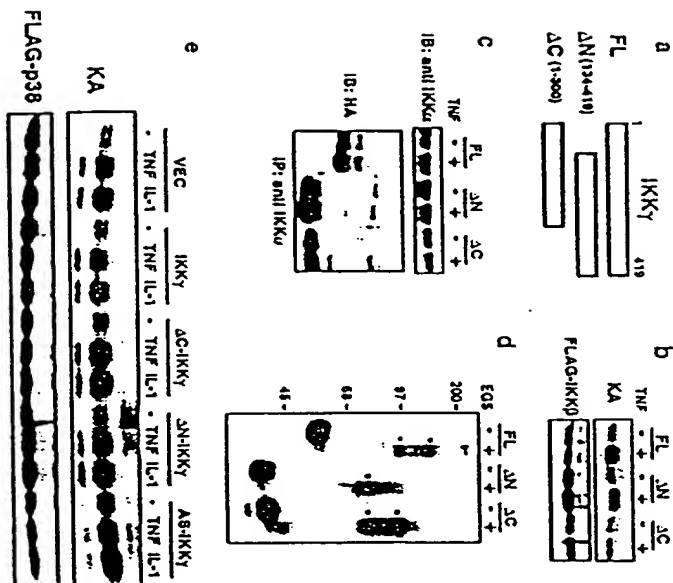 a
IKKγ
1 419
FL
ΔN (134-419)
ΔC (1-300)
b
FL ΔN ΔC
TNF - + - + - +
KA
FLAG-IKKβ
c
FL ΔN ΔC
TNF - + - + - +
IB: anti IKKα
IB: HA
IP: anti IKKα
d
FL ΔN ΔC
EGS - + - + - +
200-
97-
68-
45-
e
VEC IKKγ ΔC-IKKγ ΔN-IKKγ AS-IKKγ
- TNF IL-1 - TNF IL-1 - TNF IL-1 - TNF IL-1 - TNF IL-1
KA
FLAG-p38